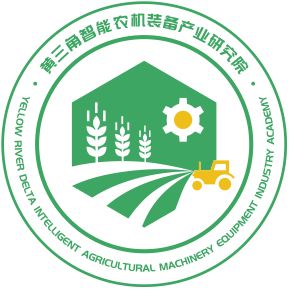 · 黄三角智能农机装备产业研究院 ·
YELLOW RIVER DELTA INTELLIGENT AGRICULTURAL MACHINERY EQUIPMENT INDUSTRY ACADEMY